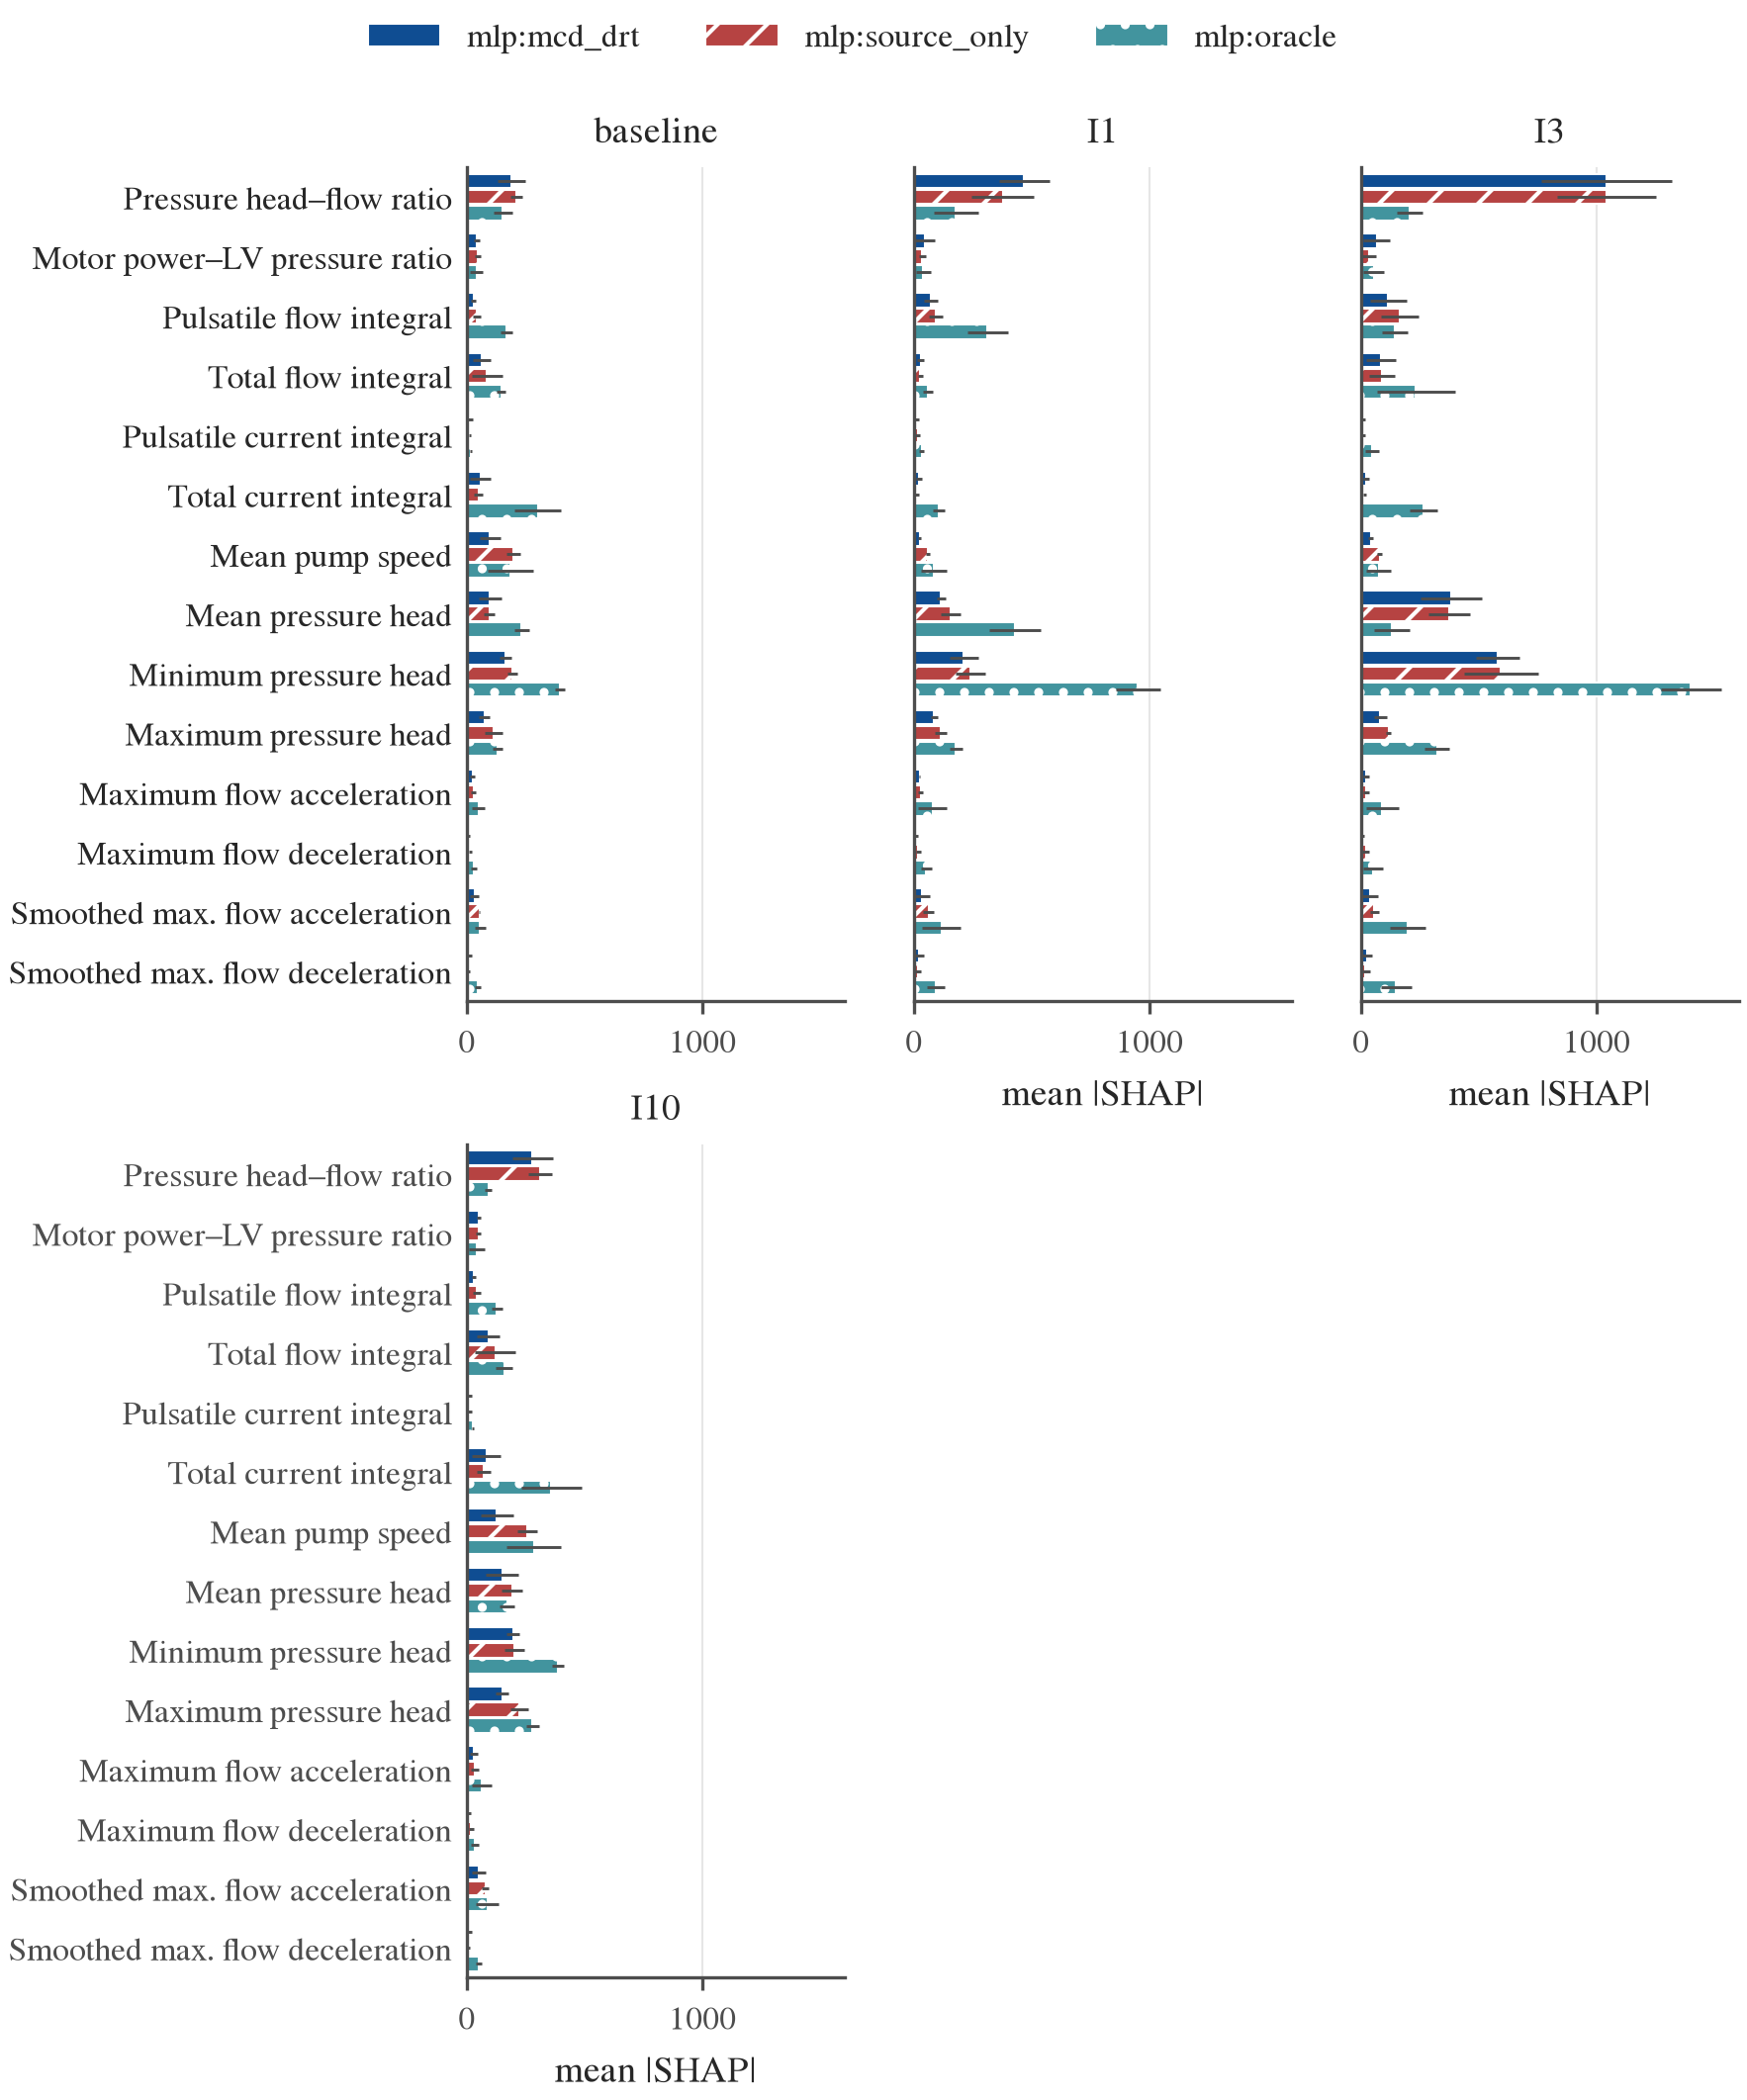 mlp:mcd_drt mlp:source_only mlp:oracle
baseline I1 I3
Pressure head–flow ratio
Motor power–LV pressure ratio
Pulsatile flow integral
Total flow integral
Pulsatile current integral
Total current integral
Mean pump speed
Mean pressure head
Minimum pressure head
Maximum pressure head
Maximum flow acceleration
Maximum flow deceleration
Smoothed max. flow acceleration
Smoothed max. flow deceleration
0 1000 0 1000 0 1000
mean |SHAP| mean |SHAP|
I10
Pressure head–flow ratio
Motor power–LV pressure ratio
Pulsatile flow integral
Total flow integral
Pulsatile current integral
Total current integral
Mean pump speed
Mean pressure head
Minimum pressure head
Maximum pressure head
Maximum flow acceleration
Maximum flow deceleration
Smoothed max. flow acceleration
Smoothed max. flow deceleration
0 1000
mean |SHAP|